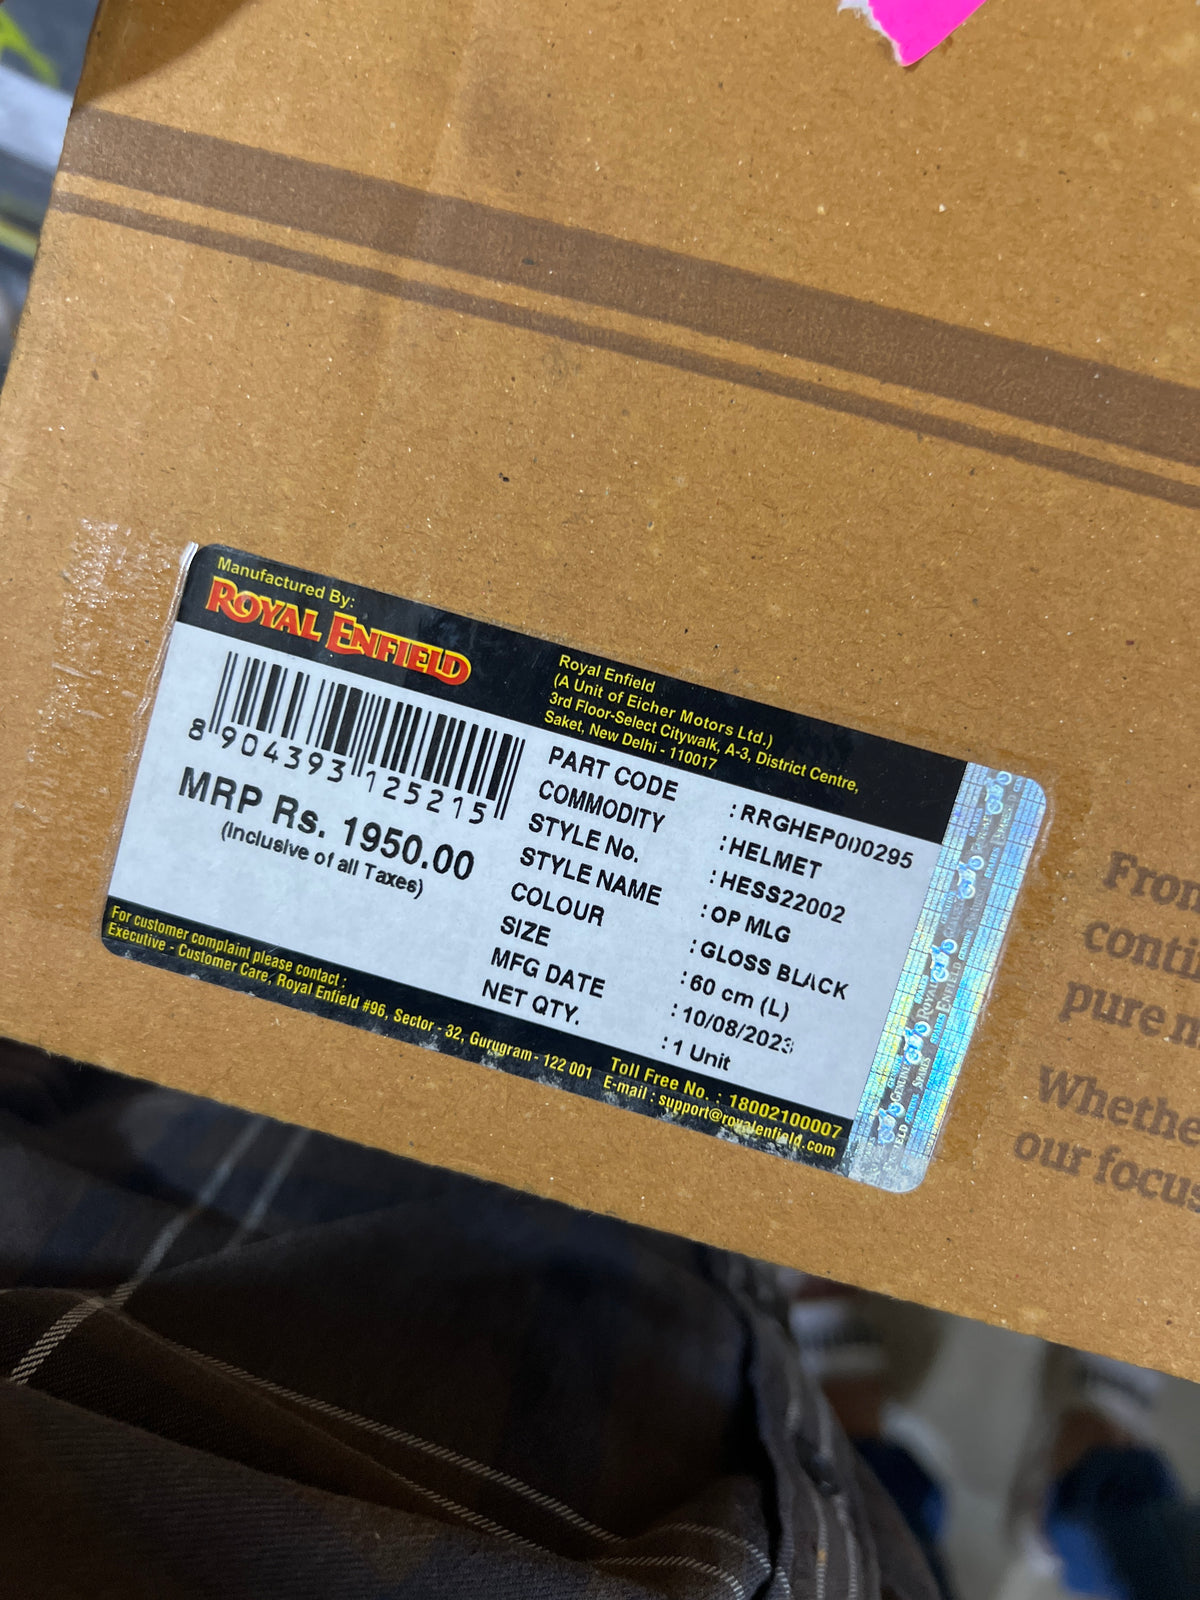 Manufactured By:
ROYAL ENFIELD
Royal Enfield
(A Unit of Eicher Motors Ltd.)
3rd Floor-Select Citywalk, A-3, District Centre,
Saket, New Delhi - 110017
8 904393 125215
MRP Rs. 1950.00
(Inclusive of all Taxes)
PART CODE : RRGHEP000295
COMMODITY : HELMET
STYLE No. : HESS22002
STYLE NAME : OP MLG
COLOUR : GLOSS BLACK
SIZE : 60 cm (L)
MFG DATE : 10/08/2023
NET QTY. : 1 Unit
For customer complaint please contact :
Executive - Customer Care, Royal Enfield #96, Sector - 32, Gurugram - 122 001
Toll Free No. : 18002100007
E-mail : support@royalenfield.com
conti
pure
our focus